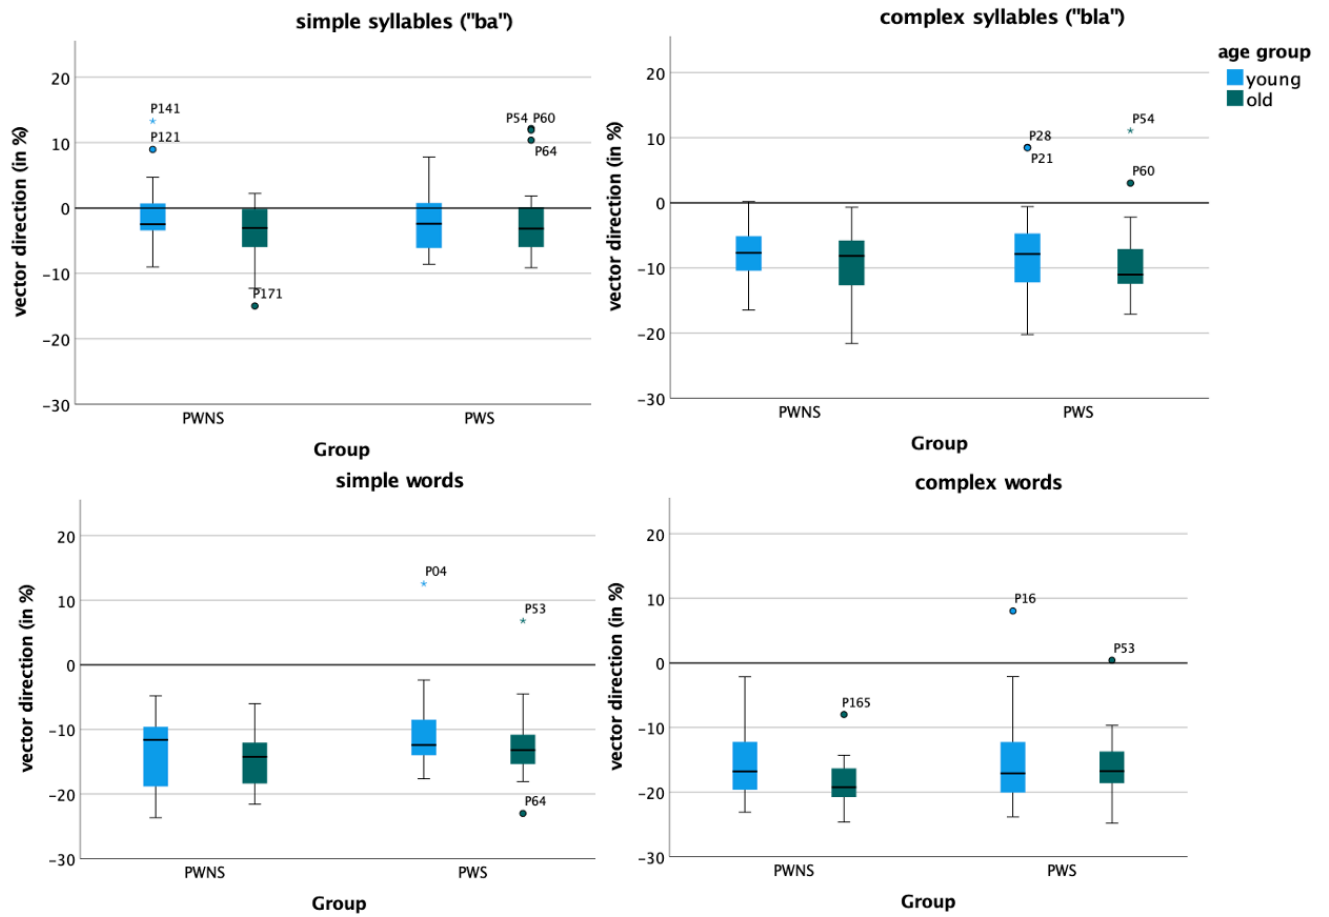 simple syllables ("ba")
vector direction (in %)
20
10
0
−10
−20
−30
P141
P121
P171
P54 P60
P64
PWNS PWS
Group
complex syllables ("bla")
vector direction (in %)
20
10
0
−10
−20
−30
P28
P21
P54
P60
PWNS PWS
Group
age group
young
old
simple words
vector direction (in %)
20
10
0
−10
−20
−30
P04
P53
P64
PWNS PWS
Group
complex words
vector direction (in %)
20
10
0
−10
−20
−30
P165
P16
P53
PWNS PWS
Group